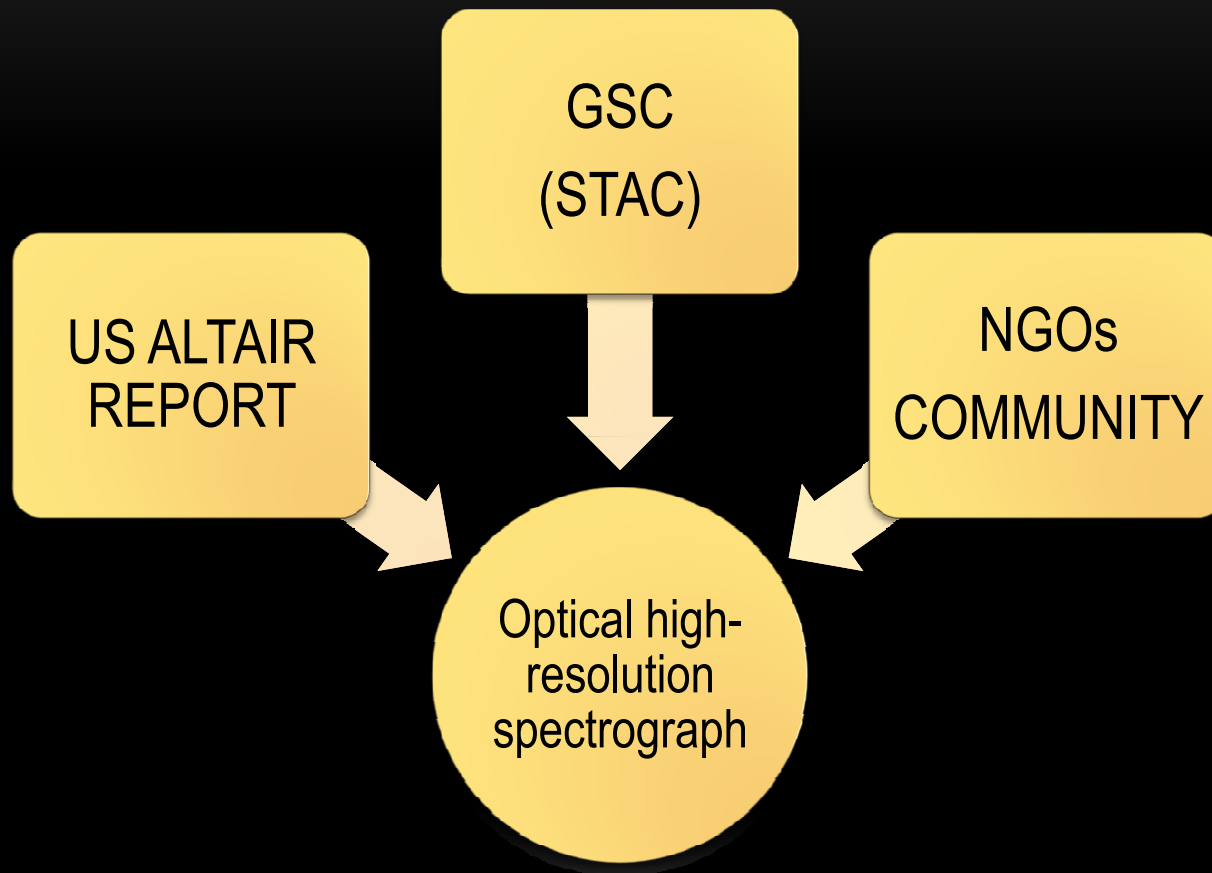 GSC
(STAC)
US ALTAIR
REPORT
NGOs
COMMUNITY
Optical high-
resolution
spectrograph